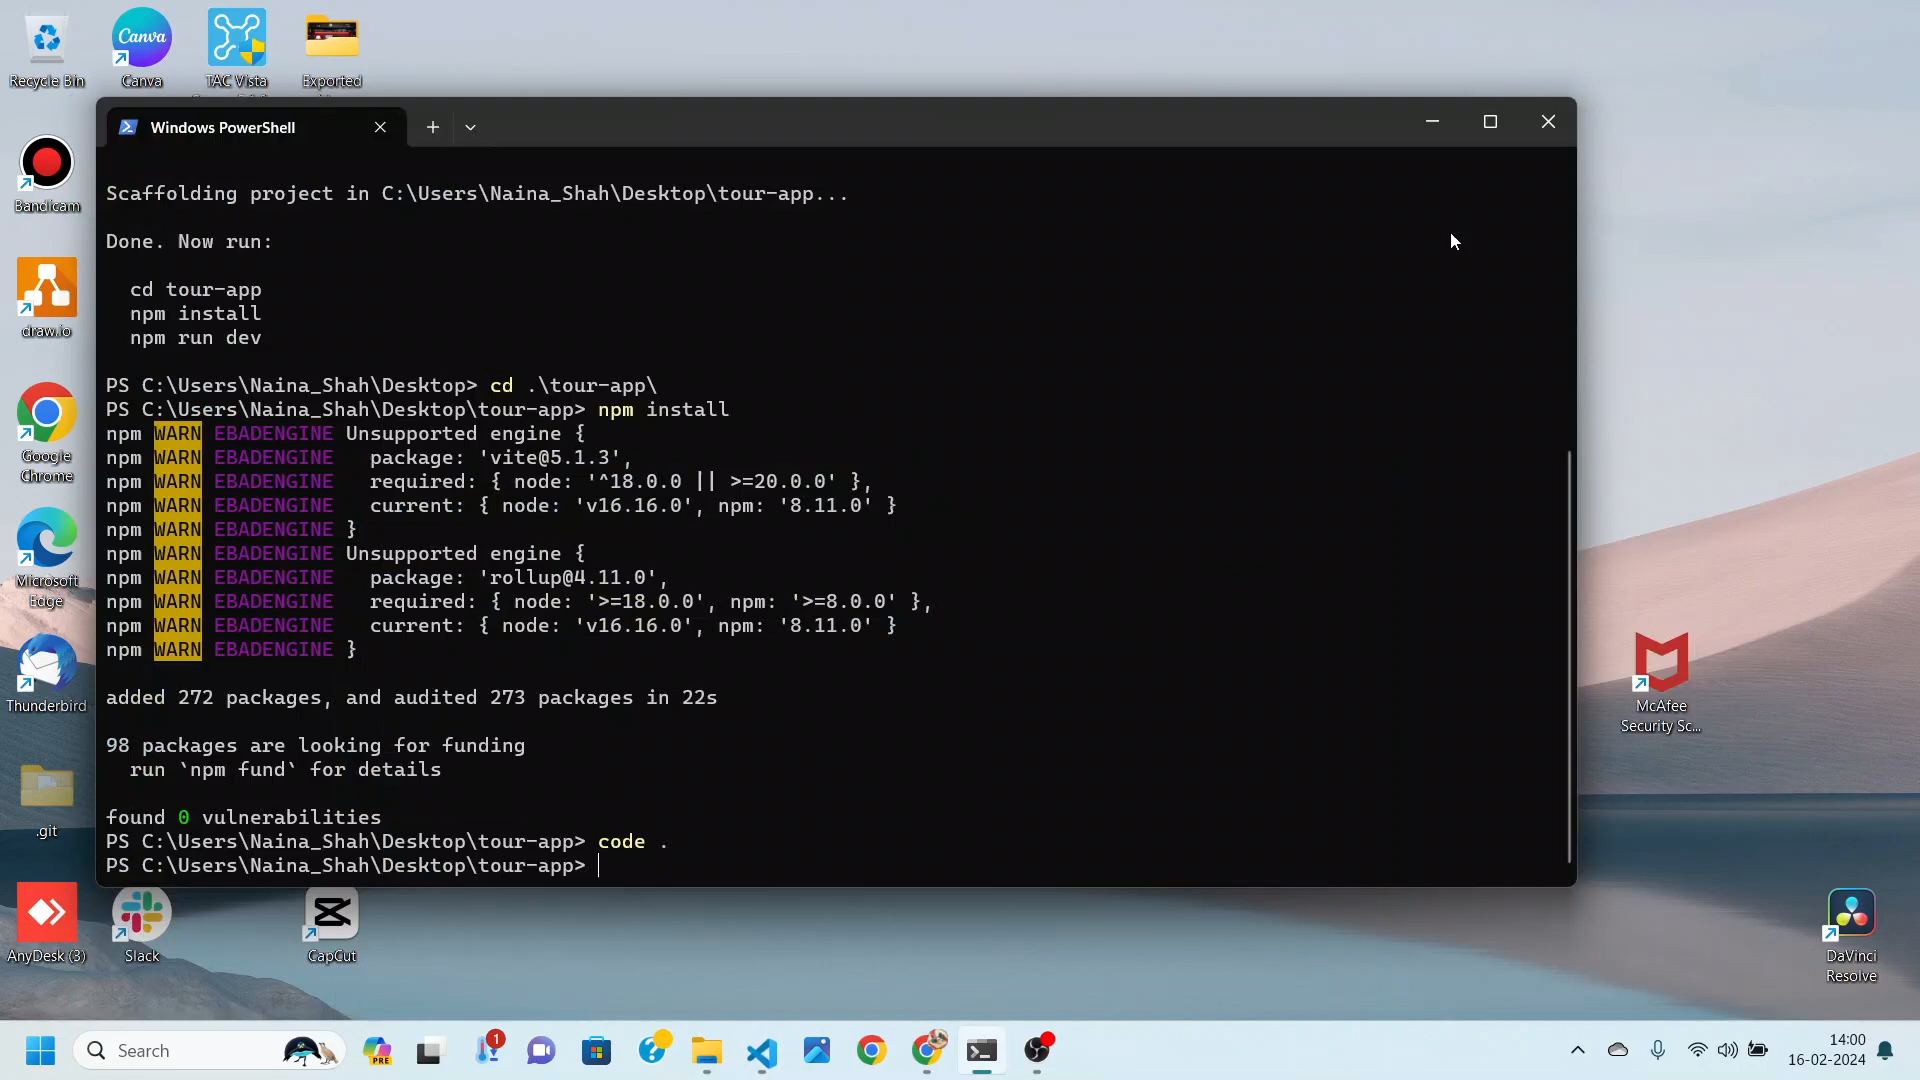 Recycle Bin
Canva
Canva
TAC Vista
Exported
Windows PowerShell
Bandicam
draw.io
Google
Chrome
Microsoft
Edge
Thunderbird
.git
AnyDesk (3)
Slack
CapCut
McAfee
Security Sc...
DaVinci
Resolve
Scaffolding project in C:\Users\Naina_Shah\Desktop\tour-app...
Done. Now run:
cd tour-app
npm install
npm run dev
PS C:\Users\Naina_Shah\Desktop> cd .\tour-app\
PS C:\Users\Naina_Shah\Desktop\tour-app> npm install
npm WARN EBADENGINE Unsupported engine {
npm WARN EBADENGINE   package: 'vite@5.1.3',
npm WARN EBADENGINE   required: { node: '^18.0.0 || >=20.0.0' },
npm WARN EBADENGINE   current: { node: 'v16.16.0', npm: '8.11.0' }
npm WARN EBADENGINE }
npm WARN EBADENGINE Unsupported engine {
npm WARN EBADENGINE   package: 'rollup@4.11.0',
npm WARN EBADENGINE   required: { node: '>=18.0.0', npm: '>=8.0.0' },
npm WARN EBADENGINE   current: { node: 'v16.16.0', npm: '8.11.0' }
npm WARN EBADENGINE }
added 272 packages, and audited 273 packages in 22s
98 packages are looking for funding
run `npm fund` for details
found 0 vulnerabilities
PS C:\Users\Naina_Shah\Desktop\tour-app> code .
PS C:\Users\Naina_Shah\Desktop\tour-app>
Search
PRE
1
14:00
16-02-2024